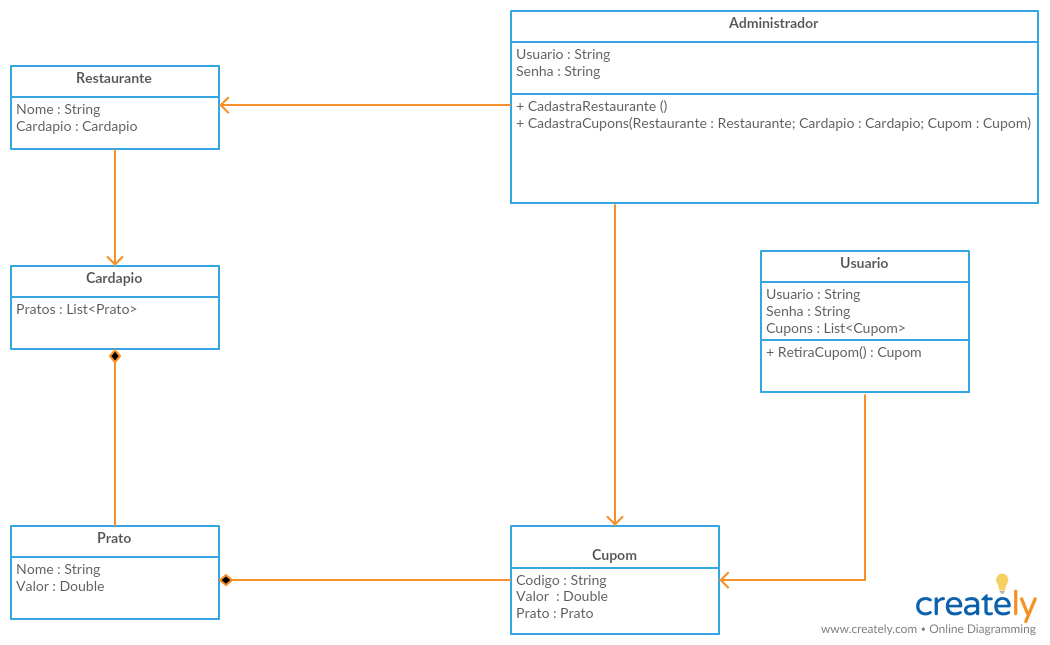 Administrador
Usuario : String
Senha : String
+ CadastraRestaurante ()
+ CadastraCupons(Restaurante : Restaurante; Cardapio : Cardapio; Cupom : Cupom)
Restaurante
Nome : String
Cardapio : Cardapio
Cardapio
Pratos : List<Prato>
Usuario
Usuario : String
Senha : String
Cupons : List<Cupom>
+ RetiraCupom() : Cupom
Prato
Nome : String
Valor : Double
Cupom
Codigo : String
Valor  : Double
Prato : Prato
creately
www.creately.com • Online Diagramming